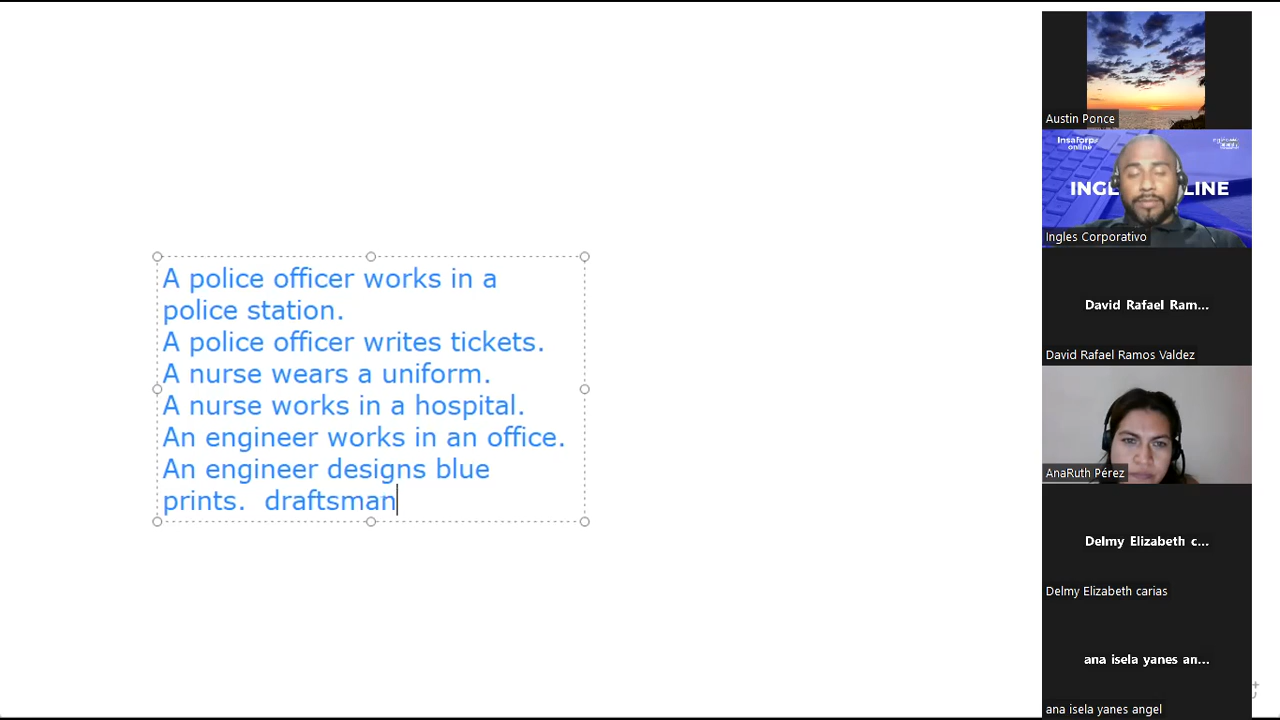 A police officer works in a
police station.
A police officer writes tickets.
A nurse wears a uniform.
A nurse works in a hospital.
An engineer works in an office.
An engineer designs blue
prints.  draftsman
Austin Ponce
Insaforp
online
INGL LINE
Ingles Corporativo
David Rafael Ram...
David Rafael Ramos Valdez
AnaRuth Pérez
Delmy Elizabeth c...
Delmy Elizabeth carias
ana isela yanes an...
ana isela yanes angel